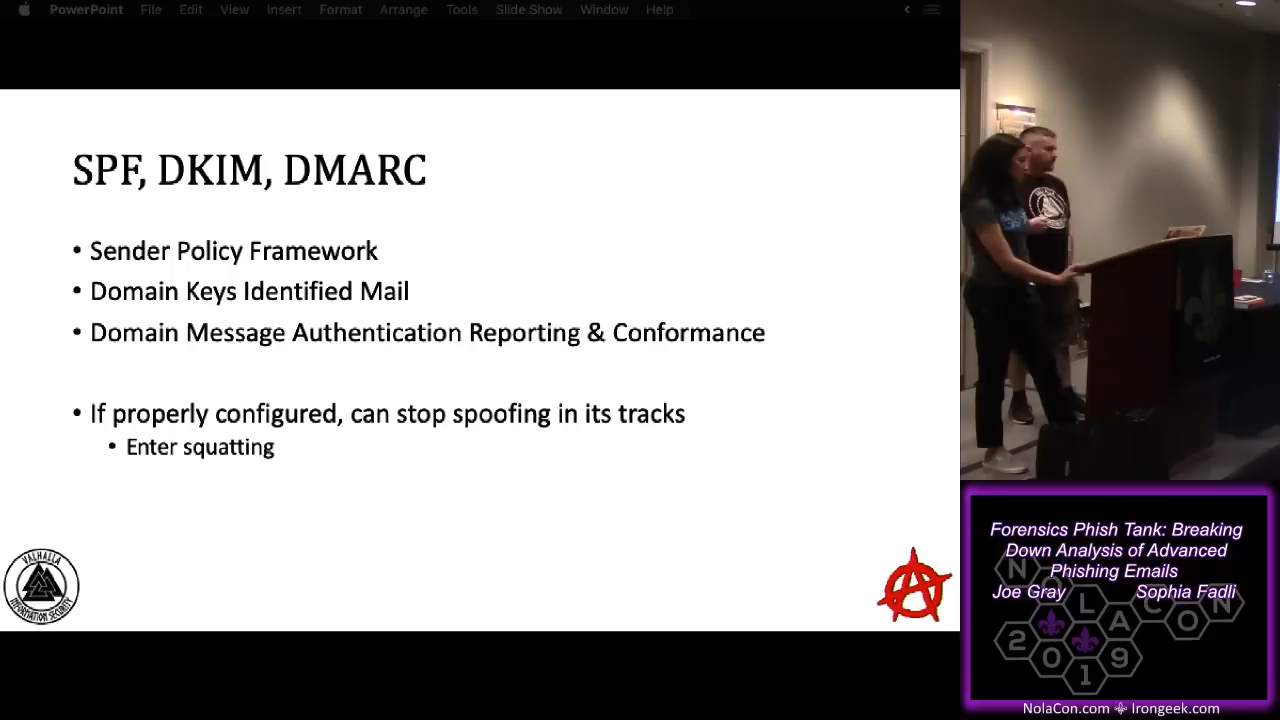 PowerPoint File Edit View Insert Format Arrange Tools Slide Show Window Help
SPF, DKIM, DMARC
• Sender Policy Framework
• Domain Keys Identified Mail
• Domain Message Authentication Reporting & Conformance
• If properly configured, can stop spoofing in its tracks
• Enter squatting
VALHALLA
INFORMATION SECURITY
Forensics Phish Tank: Breaking
Down Analysis of Advanced
Phishing Emails
Joe Gray Sophia Fadli
NOLACON
2019
NolaCon.com Irongeek.com